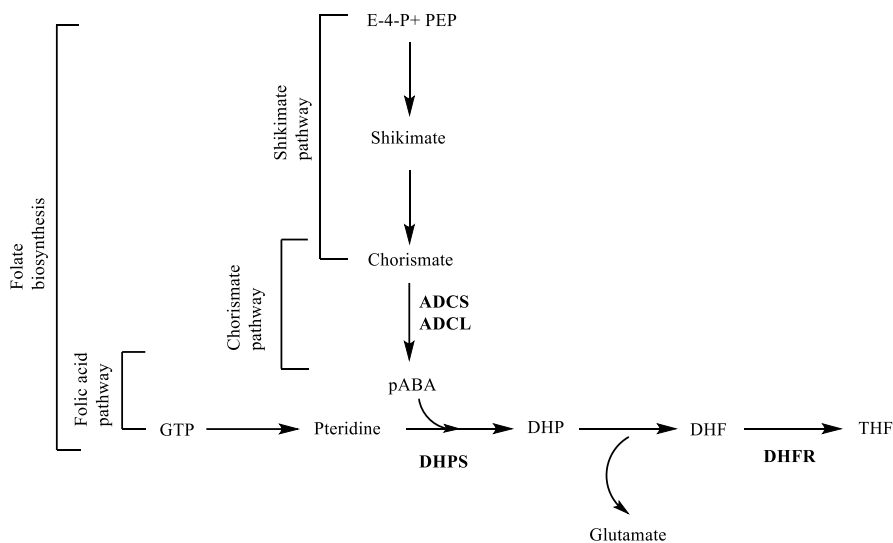 E-4-P+ PEP
Shikimate
pathway
Shikimate
Folate
biosynthesis
Chorismate
Chorismate
pathway
ADCS
ADCL
Folic acid
pathway
pABA
GTP
Pteridine
DHP
DHF
THF
DHPS
DHFR
Glutamate